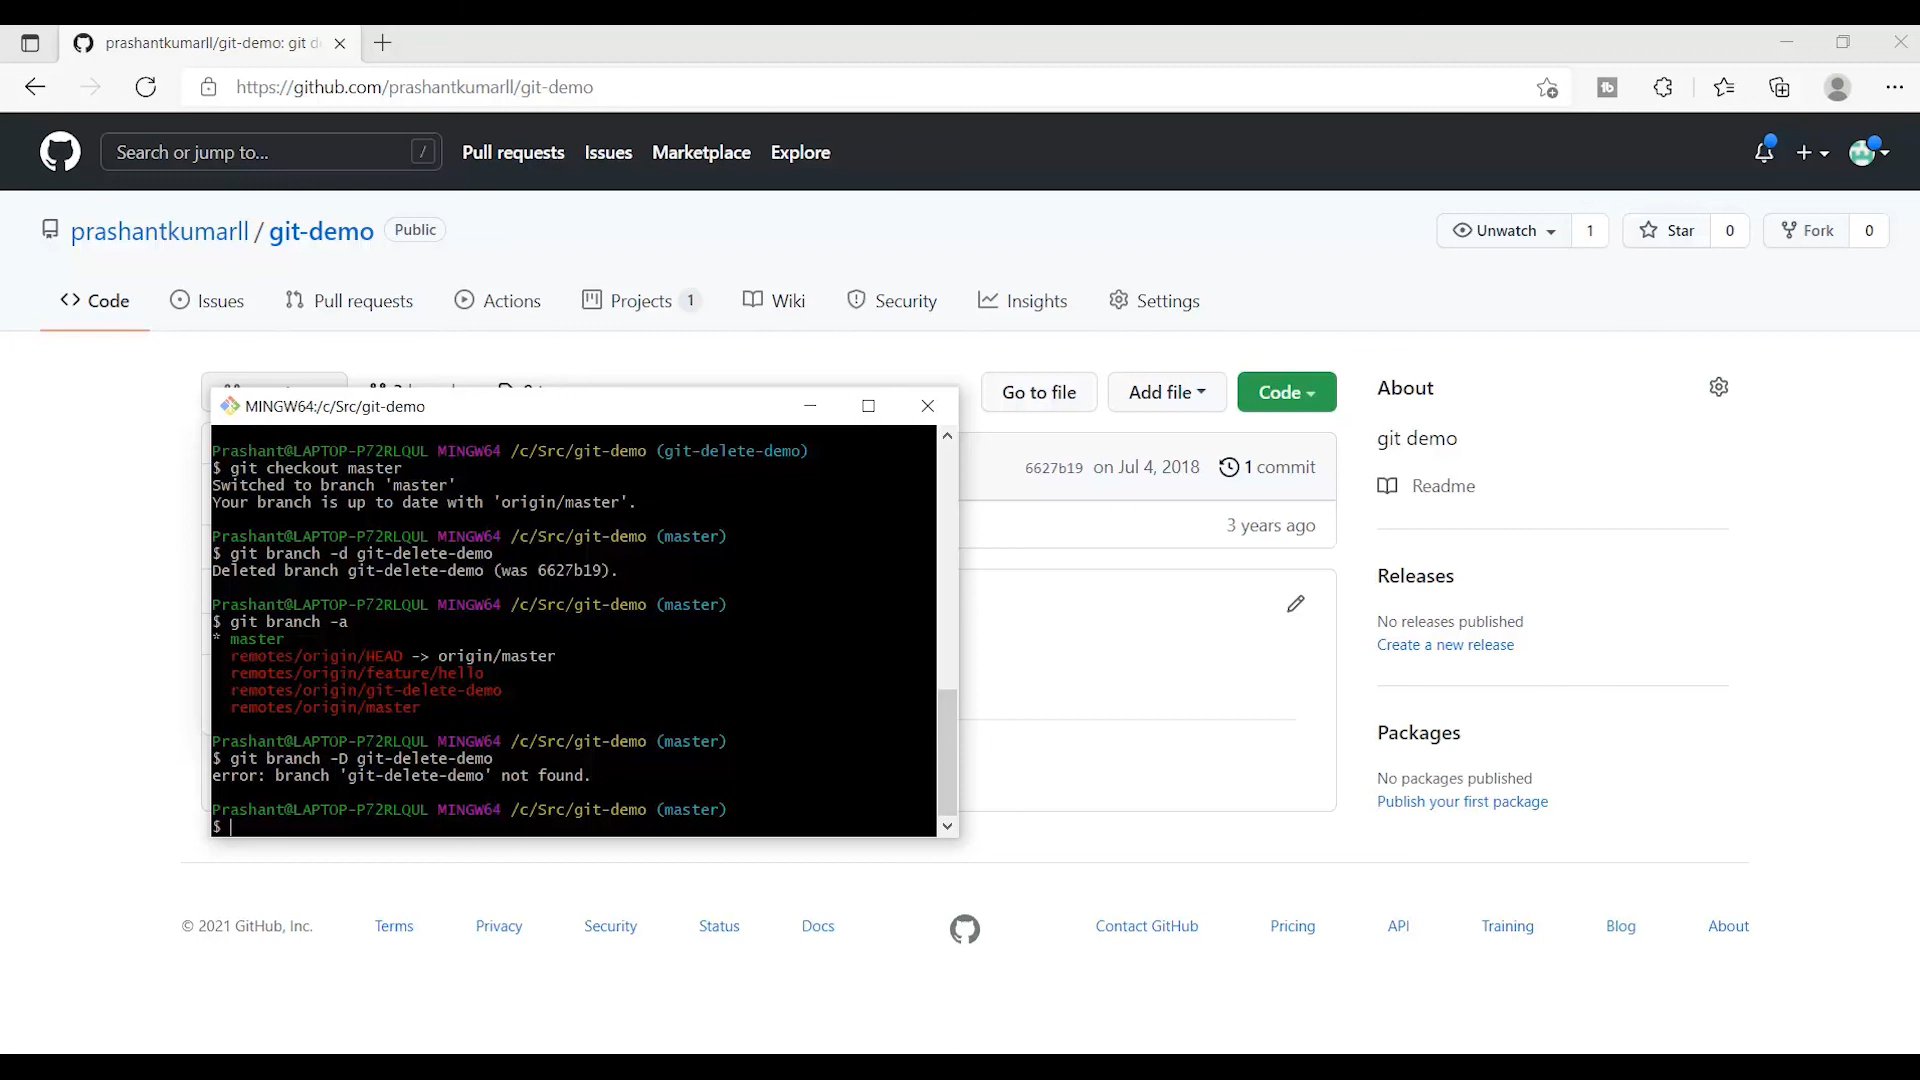 prashantkumarll/git-demo: git d
https://github.com/prashantkumarll/git-demo
Search or jump to... /
Pull requests Issues Marketplace Explore
prashantkumarll / git-demo Public
Unwatch 1 Star 0 Fork 0
Code Issues Pull requests Actions Projects 1 Wiki Security Insights Settings
Go to file Add file Code
6627b19 on Jul 4, 2018 1 commit
3 years ago
MINGW64:/c/Src/git-demo
Prashant@LAPTOP-P72RLQUL MINGW64 /c/Src/git-demo (git-delete-demo)
$ git checkout master
Switched to branch 'master'
Your branch is up to date with 'origin/master'.
Prashant@LAPTOP-P72RLQUL MINGW64 /c/Src/git-demo (master)
$ git branch -d git-delete-demo
Deleted branch git-delete-demo (was 6627b19).
Prashant@LAPTOP-P72RLQUL MINGW64 /c/Src/git-demo (master)
$ git branch -a
* master
remotes/origin/HEAD -> origin/master
remotes/origin/feature/hello
remotes/origin/git-delete-demo
remotes/origin/master
Prashant@LAPTOP-P72RLQUL MINGW64 /c/Src/git-demo (master)
$ git branch -D git-delete-demo
error: branch 'git-delete-demo' not found.
Prashant@LAPTOP-P72RLQUL MINGW64 /c/Src/git-demo (master)
$
About
git demo
Readme
Releases
No releases published
Create a new release
Packages
No packages published
Publish your first package
© 2021 GitHub, Inc. Terms Privacy Security Status Docs Contact GitHub Pricing API Training Blog About